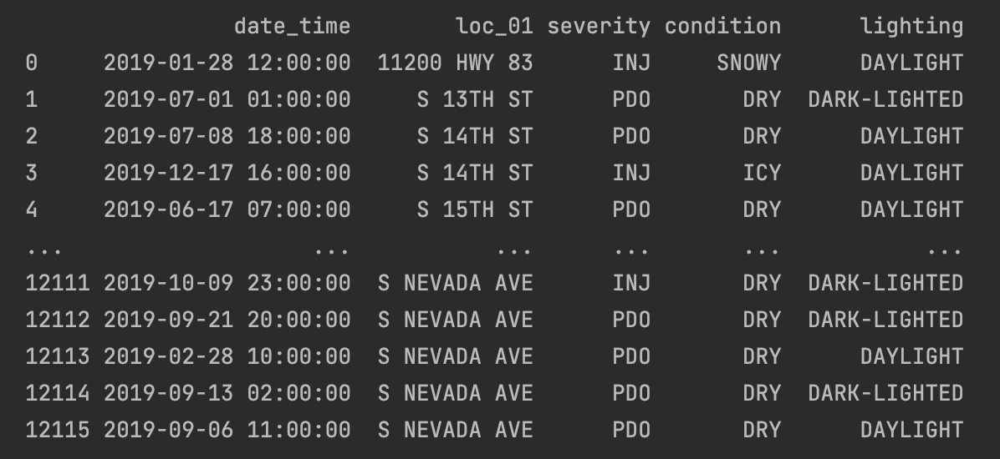 date_time loc_01 severity condition lighting
0 2019-01-28 12:00:00 11200 HWY 83 INJ SNOWY DAYLIGHT
1 2019-07-01 01:00:00 S 13TH ST PDO DRY DARK-LIGHTED
2 2019-07-08 18:00:00 S 14TH ST PDO DRY DAYLIGHT
3 2019-12-17 16:00:00 S 14TH ST INJ ICY DAYLIGHT
4 2019-06-17 07:00:00 S 15TH ST PDO DRY DAYLIGHT
... ... ... ... ... ...
12111 2019-10-09 23:00:00 S NEVADA AVE INJ DRY DARK-LIGHTED
12112 2019-09-21 20:00:00 S NEVADA AVE PDO DRY DARK-LIGHTED
12113 2019-02-28 10:00:00 S NEVADA AVE PDO DRY DAYLIGHT
12114 2019-09-13 02:00:00 S NEVADA AVE PDO DRY DARK-LIGHTED
12115 2019-09-06 11:00:00 S NEVADA AVE PDO DRY DAYLIGHT